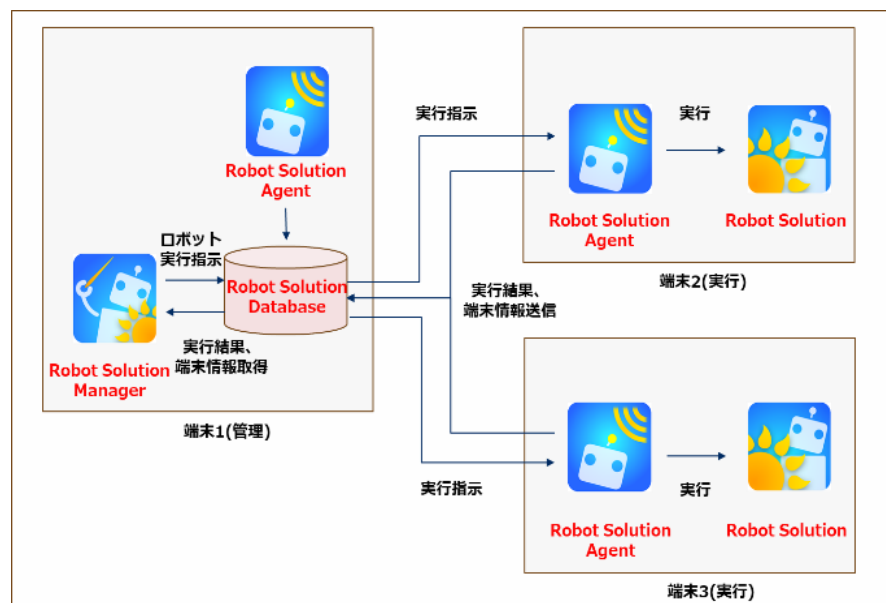 Robot Solution
Agent
ロボット
実行指示
Robot Solution
Database
実行結果、
端末情報取得
Robot Solution
Manager
端末1(管理)
実行指示
実行結果、
端末情報送信
実行指示
実行
Robot Solution
Agent
Robot Solution
端末2(実行)
実行
Robot Solution
Agent
Robot Solution
端末3(実行)